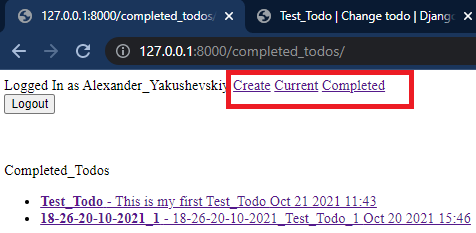 127.0.0.1:8000/completed_todos/
Test_Todo | Change todo | Djang
127.0.0.1:8000/completed_todos/
Logged In as Alexander_Yakushevskiy Create Current Completed
Logout
Completed_Todos
Test_Todo - This is my first Test_Todo Oct 21 2021 11:43
18-26-20-10-2021_1 - 18-26-20-10-2021_Test_Todo_1 Oct 20 2021 15:46